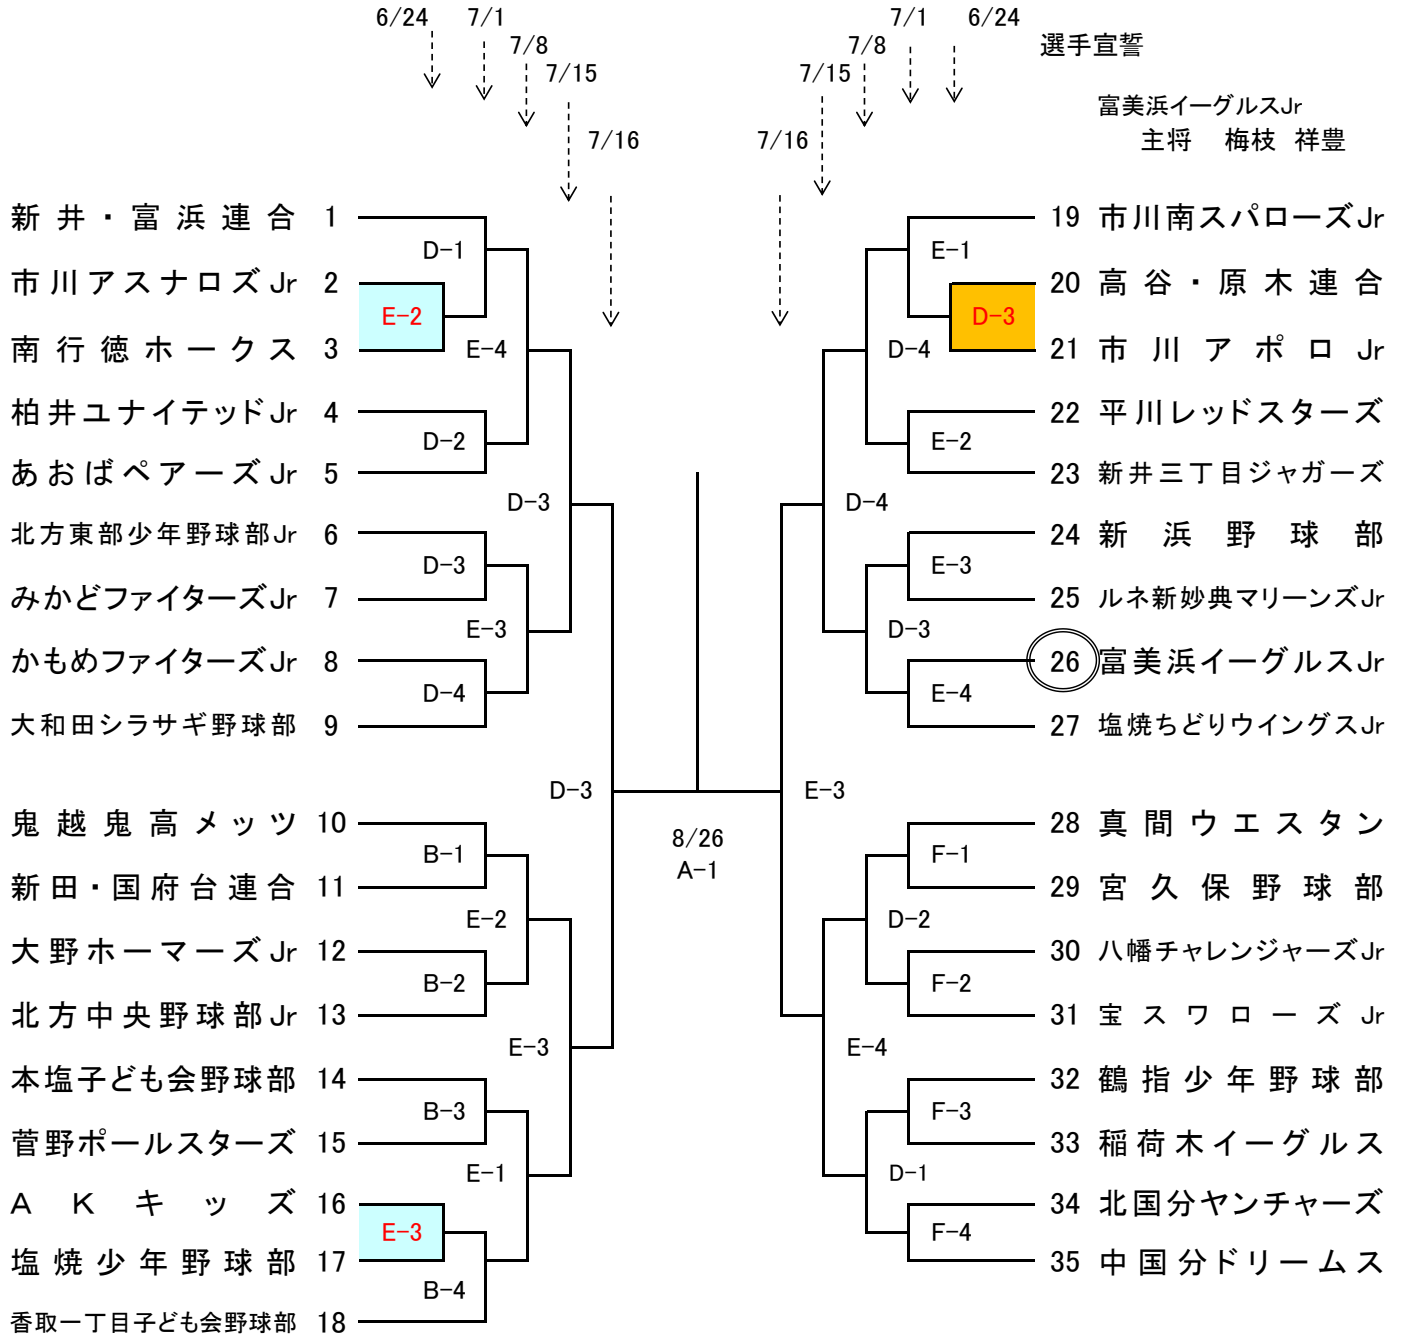 6/24 7/1 7/1 6/24
7/8 7/8 選手宣誓
7/15 7/15
富美浜イーグルスJr
7/16 7/16 主将 梅枝 祥豊
新井・富浜連合 1 19 市川南スパローズJr
D-1 E-1
市川アスナロズJr 2 20 高谷・原木連合
E-2 D-3
南行徳ホークス 3 E-4 D-4 21 市川アポロJr
柏井ユナイテッドJr 4 22 平川レッドスターズ
D-2 E-2
あおばペアーズJr 5 23 新井三丁目ジャガーズ
D-3 D-4
北方東部少年野球部Jr 6 24 新浜野球部
D-3 E-3
みかどファイターズJr 7 25 ルネ新妙典マリーンズJr
E-3 D-3
かもめファイターズJr 8 26 富美浜イーグルスJr
D-4 E-4
大和田シラサギ野球部 9 27 塩焼ちどりウイングスJr
D-3 E-3
鬼越鬼高メッツ 10 28 真間ウエスタン
8/26
B-1 F-1
A-1
新田・国府台連合 11 29 宮久保野球部
E-2 D-2
大野ホーマーズJr 12 30 八幡チャレンジャーズJr
B-2 F-2
北方中央野球部Jr 13 31 宝スワローズJr
E-3 E-4
本塩子ども会野球部 14 32 鶴指少年野球部
B-3 F-3
菅野ポールスターズ 15 33 稲荷木イーグルス
E-1 D-1
AKキッズ 16 34 北国分ヤンチャーズ
E-3 F-4
塩焼少年野球部 17 35 中国分ドリームス
B-4
香取一丁目子ども会野球部 18